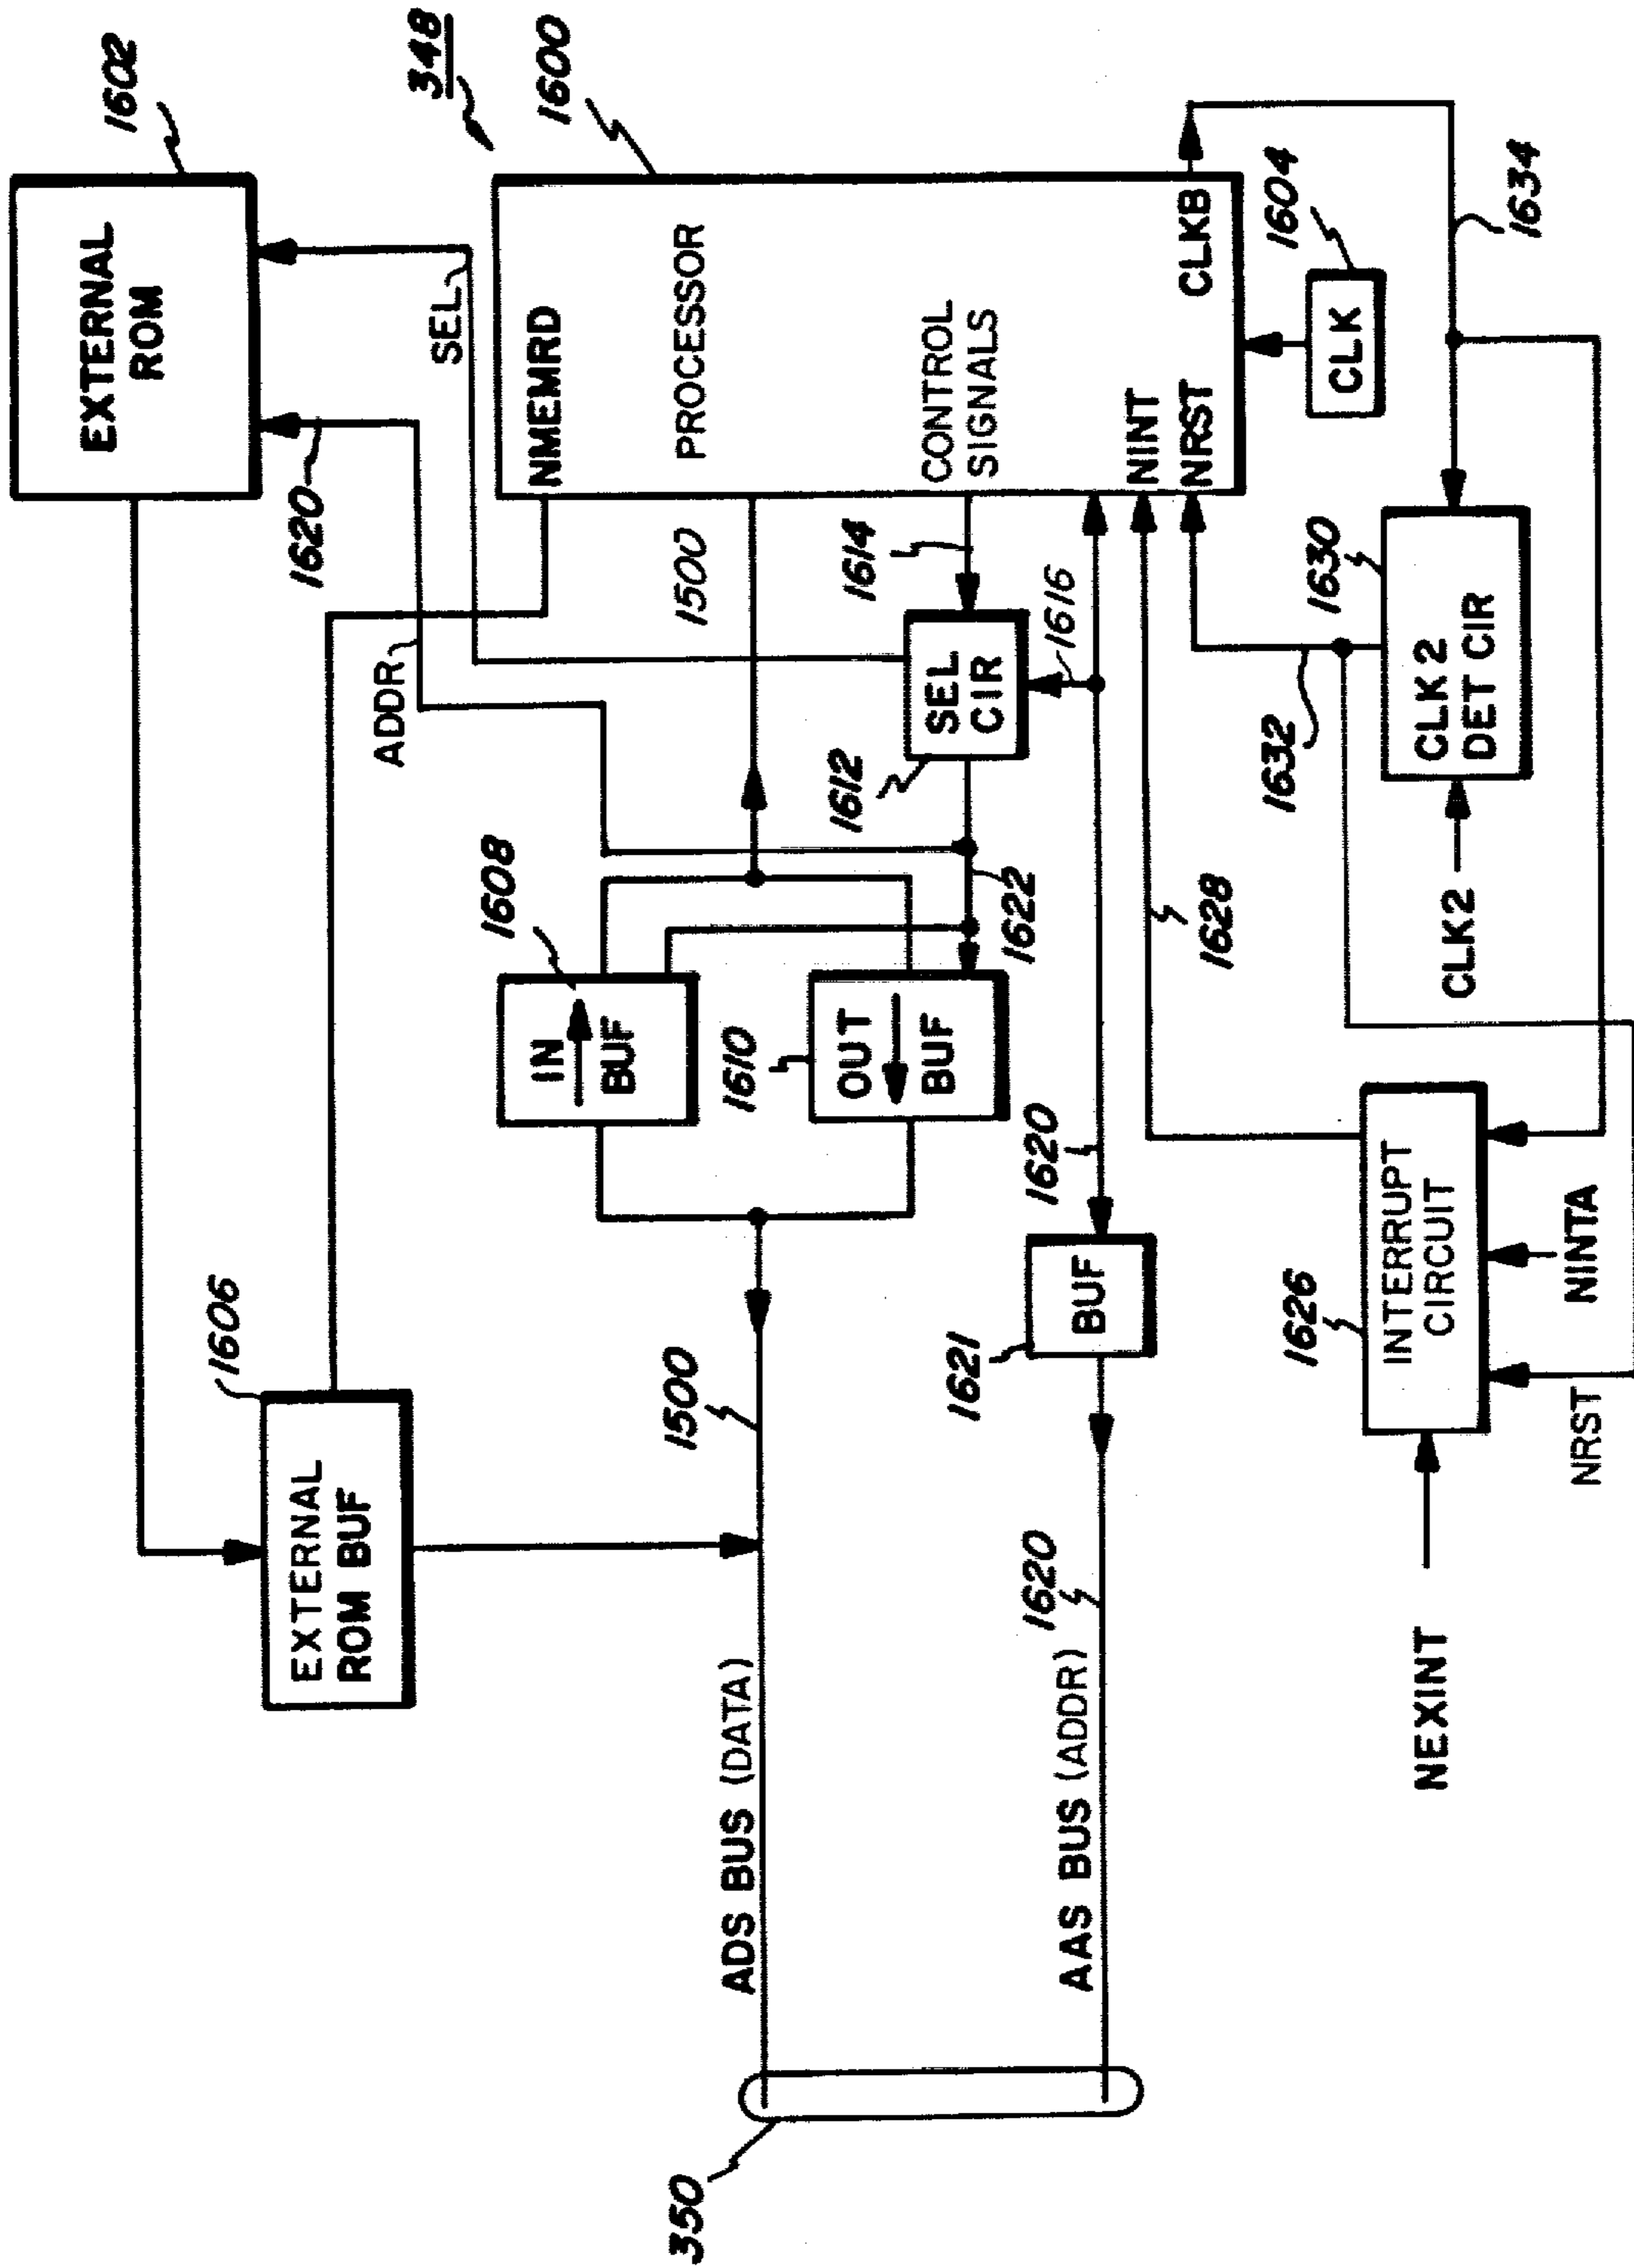 1602
EXTERNAL
ROM
348
1600
1620
SEL
ADDR
NMEMRD
PROCESSOR
CONTROL
SIGNALS
NINT
NRST
CLKB
1604
CLK
1634
1500
1614
1616
SEL
CIR
1612
1622
1608
IN
BUF
1610
OUT
BUF
1630
CLK 2
DET CIR
1632
CLK2
1628
1606
EXTERNAL
ROM BUF
1500
ADS BUS (DATA)
1620
BUF
1621
1620
AAS BUS (ADDR)
350
1626
INTERRUPT
CIRCUIT
NINTA
NRST
NEXINT